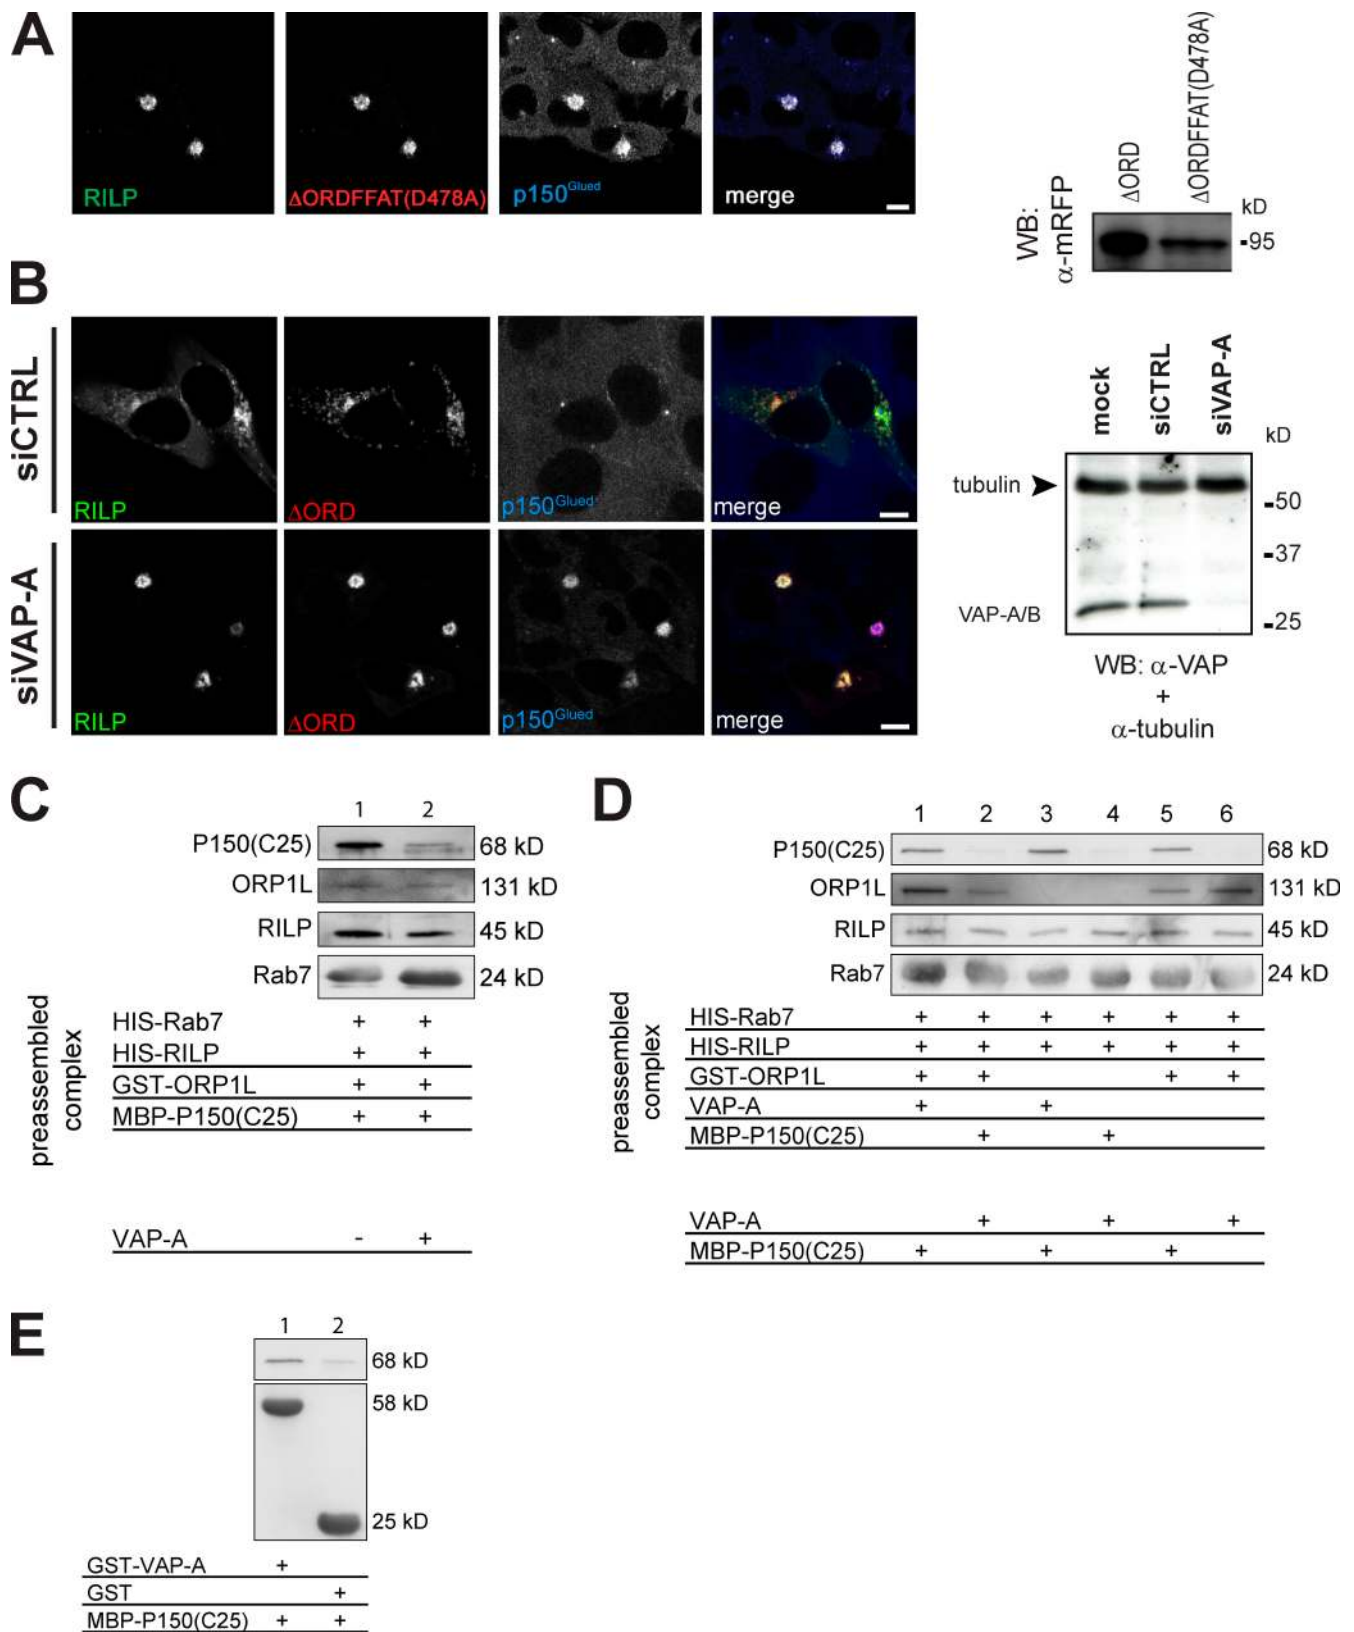 A
RILP
ΔORDFFAT(D478A)
p150Glued
merge
WB:
α-mRFP
ΔORD
ΔORDFFAT(D478A)
kD
-95
B
siCTRL
RILP
ΔORD
p150Glued
merge
siVAP-A
RILP
ΔORD
p150Glued
merge
mock
siCTRL
siVAP-A
kD
tubulin
-50
-37
VAP-A/B
-25
WB: α-VAP
+
α-tubulin
C
1 2
P150(C25) 68 kD
ORP1L 131 kD
RILP 45 kD
Rab7 24 kD
preassembled
complex
HIS-Rab7 + +
HIS-RILP + +
GST-ORP1L + +
MBP-P150(C25) + +
VAP-A - +
D
1 2 3 4 5 6
P150(C25) 68 kD
ORP1L 131 kD
RILP 45 kD
Rab7 24 kD
preassembled
complex
HIS-Rab7 + + + + + +
HIS-RILP + + + + + +
GST-ORP1L + + + +
VAP-A + +
MBP-P150(C25) + +
VAP-A + + +
MBP-P150(C25) + + +
E
1 2
68 kD
58 kD
25 kD
GST-VAP-A +
GST +
MBP-P150(C25) + +